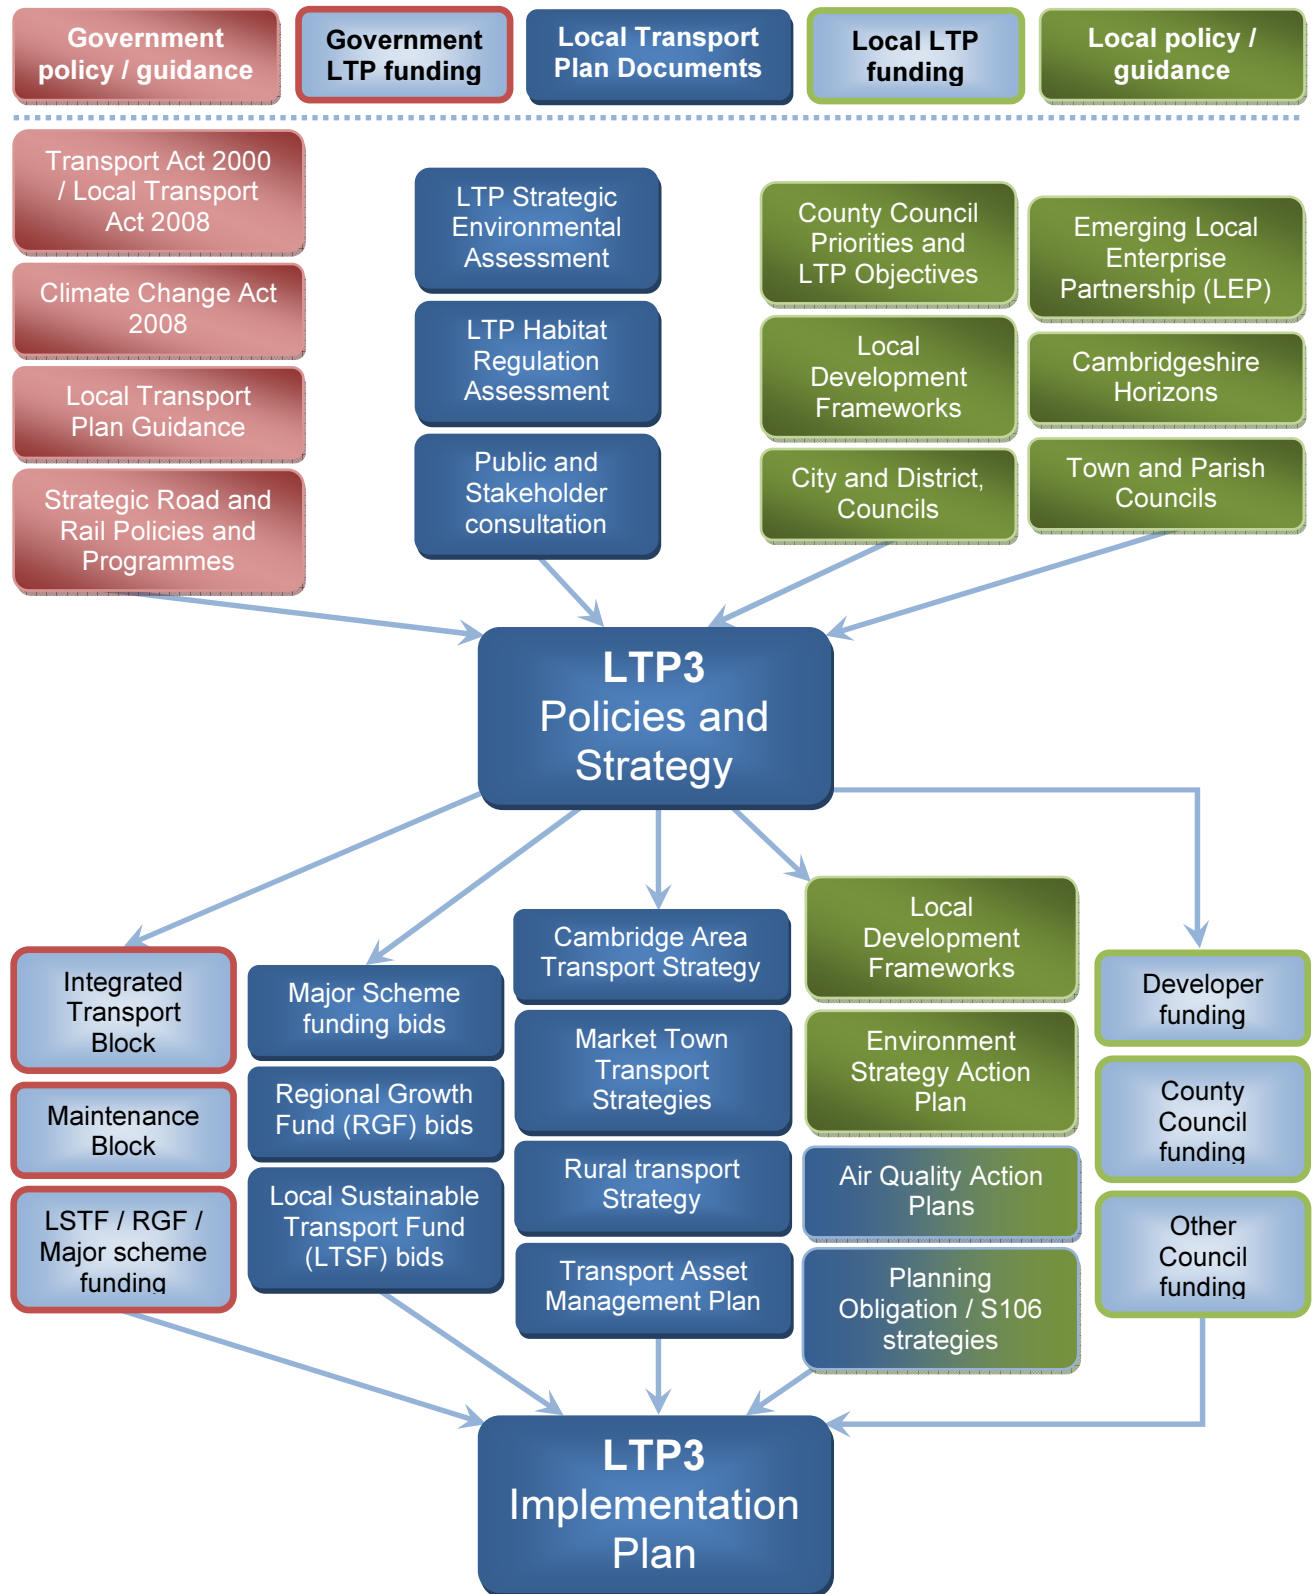 Government
policy / guidance
Government
LTP funding
Local Transport
Plan Documents
Local LTP
funding
Local policy /
guidance
Transport Act 2000
/ Local Transport
Act 2008
Climate Change Act
2008
Local Transport
Plan Guidance
Strategic Road and
Rail Policies and
Programmes
LTP Strategic
Environmental
Assessment
LTP Habitat
Regulation
Assessment
Public and
Stakeholder
consultation
County Council
Priorities and
LTP Objectives
Local
Development
Frameworks
City and District,
Councils
Emerging Local
Enterprise
Partnership (LEP)
Cambridgeshire
Horizons
Town and Parish
Councils
LTP3
Policies and
Strategy
Integrated
Transport
Block
Maintenance
Block
LSTF / RGF /
Major scheme
funding
Major Scheme
funding bids
Regional Growth
Fund (RGF) bids
Local Sustainable
Transport Fund
(LTSF) bids
Cambridge Area
Transport Strategy
Market Town
Transport
Strategies
Rural transport
Strategy
Transport Asset
Management Plan
Local
Development
Frameworks
Environment
Strategy Action
Plan
Air Quality Action
Plans
Planning
Obligation / S106
strategies
Developer
funding
County
Council
funding
Other
Council
funding
LTP3
Implementation
Plan